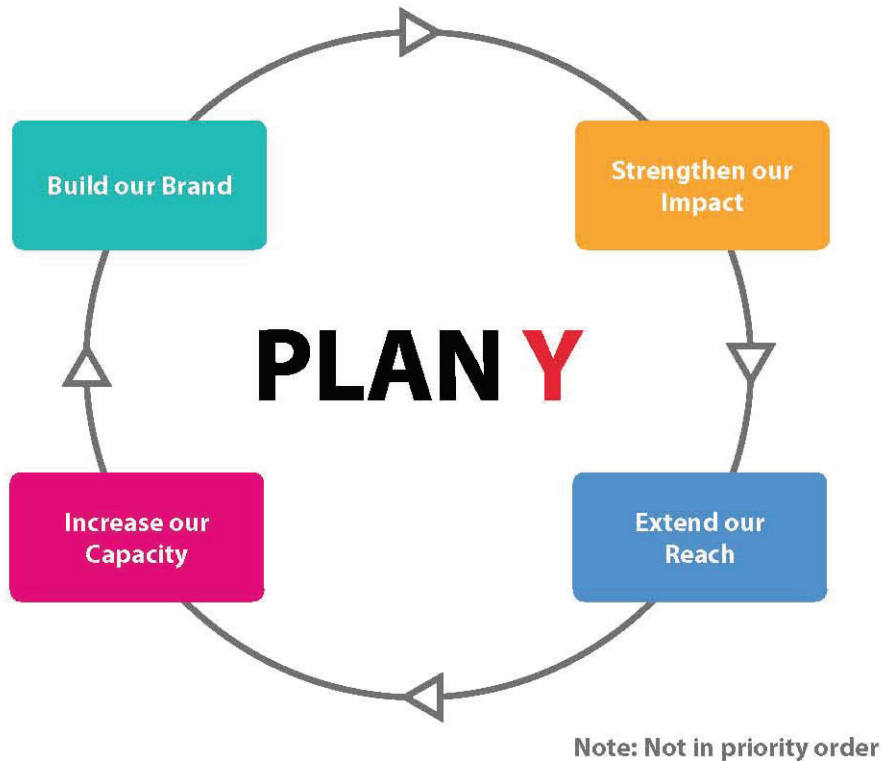 Build our Brand
Strengthen our
Impact
PLAN Y
Increase our
Capacity
Extend our
Reach
Note: Not in priority order